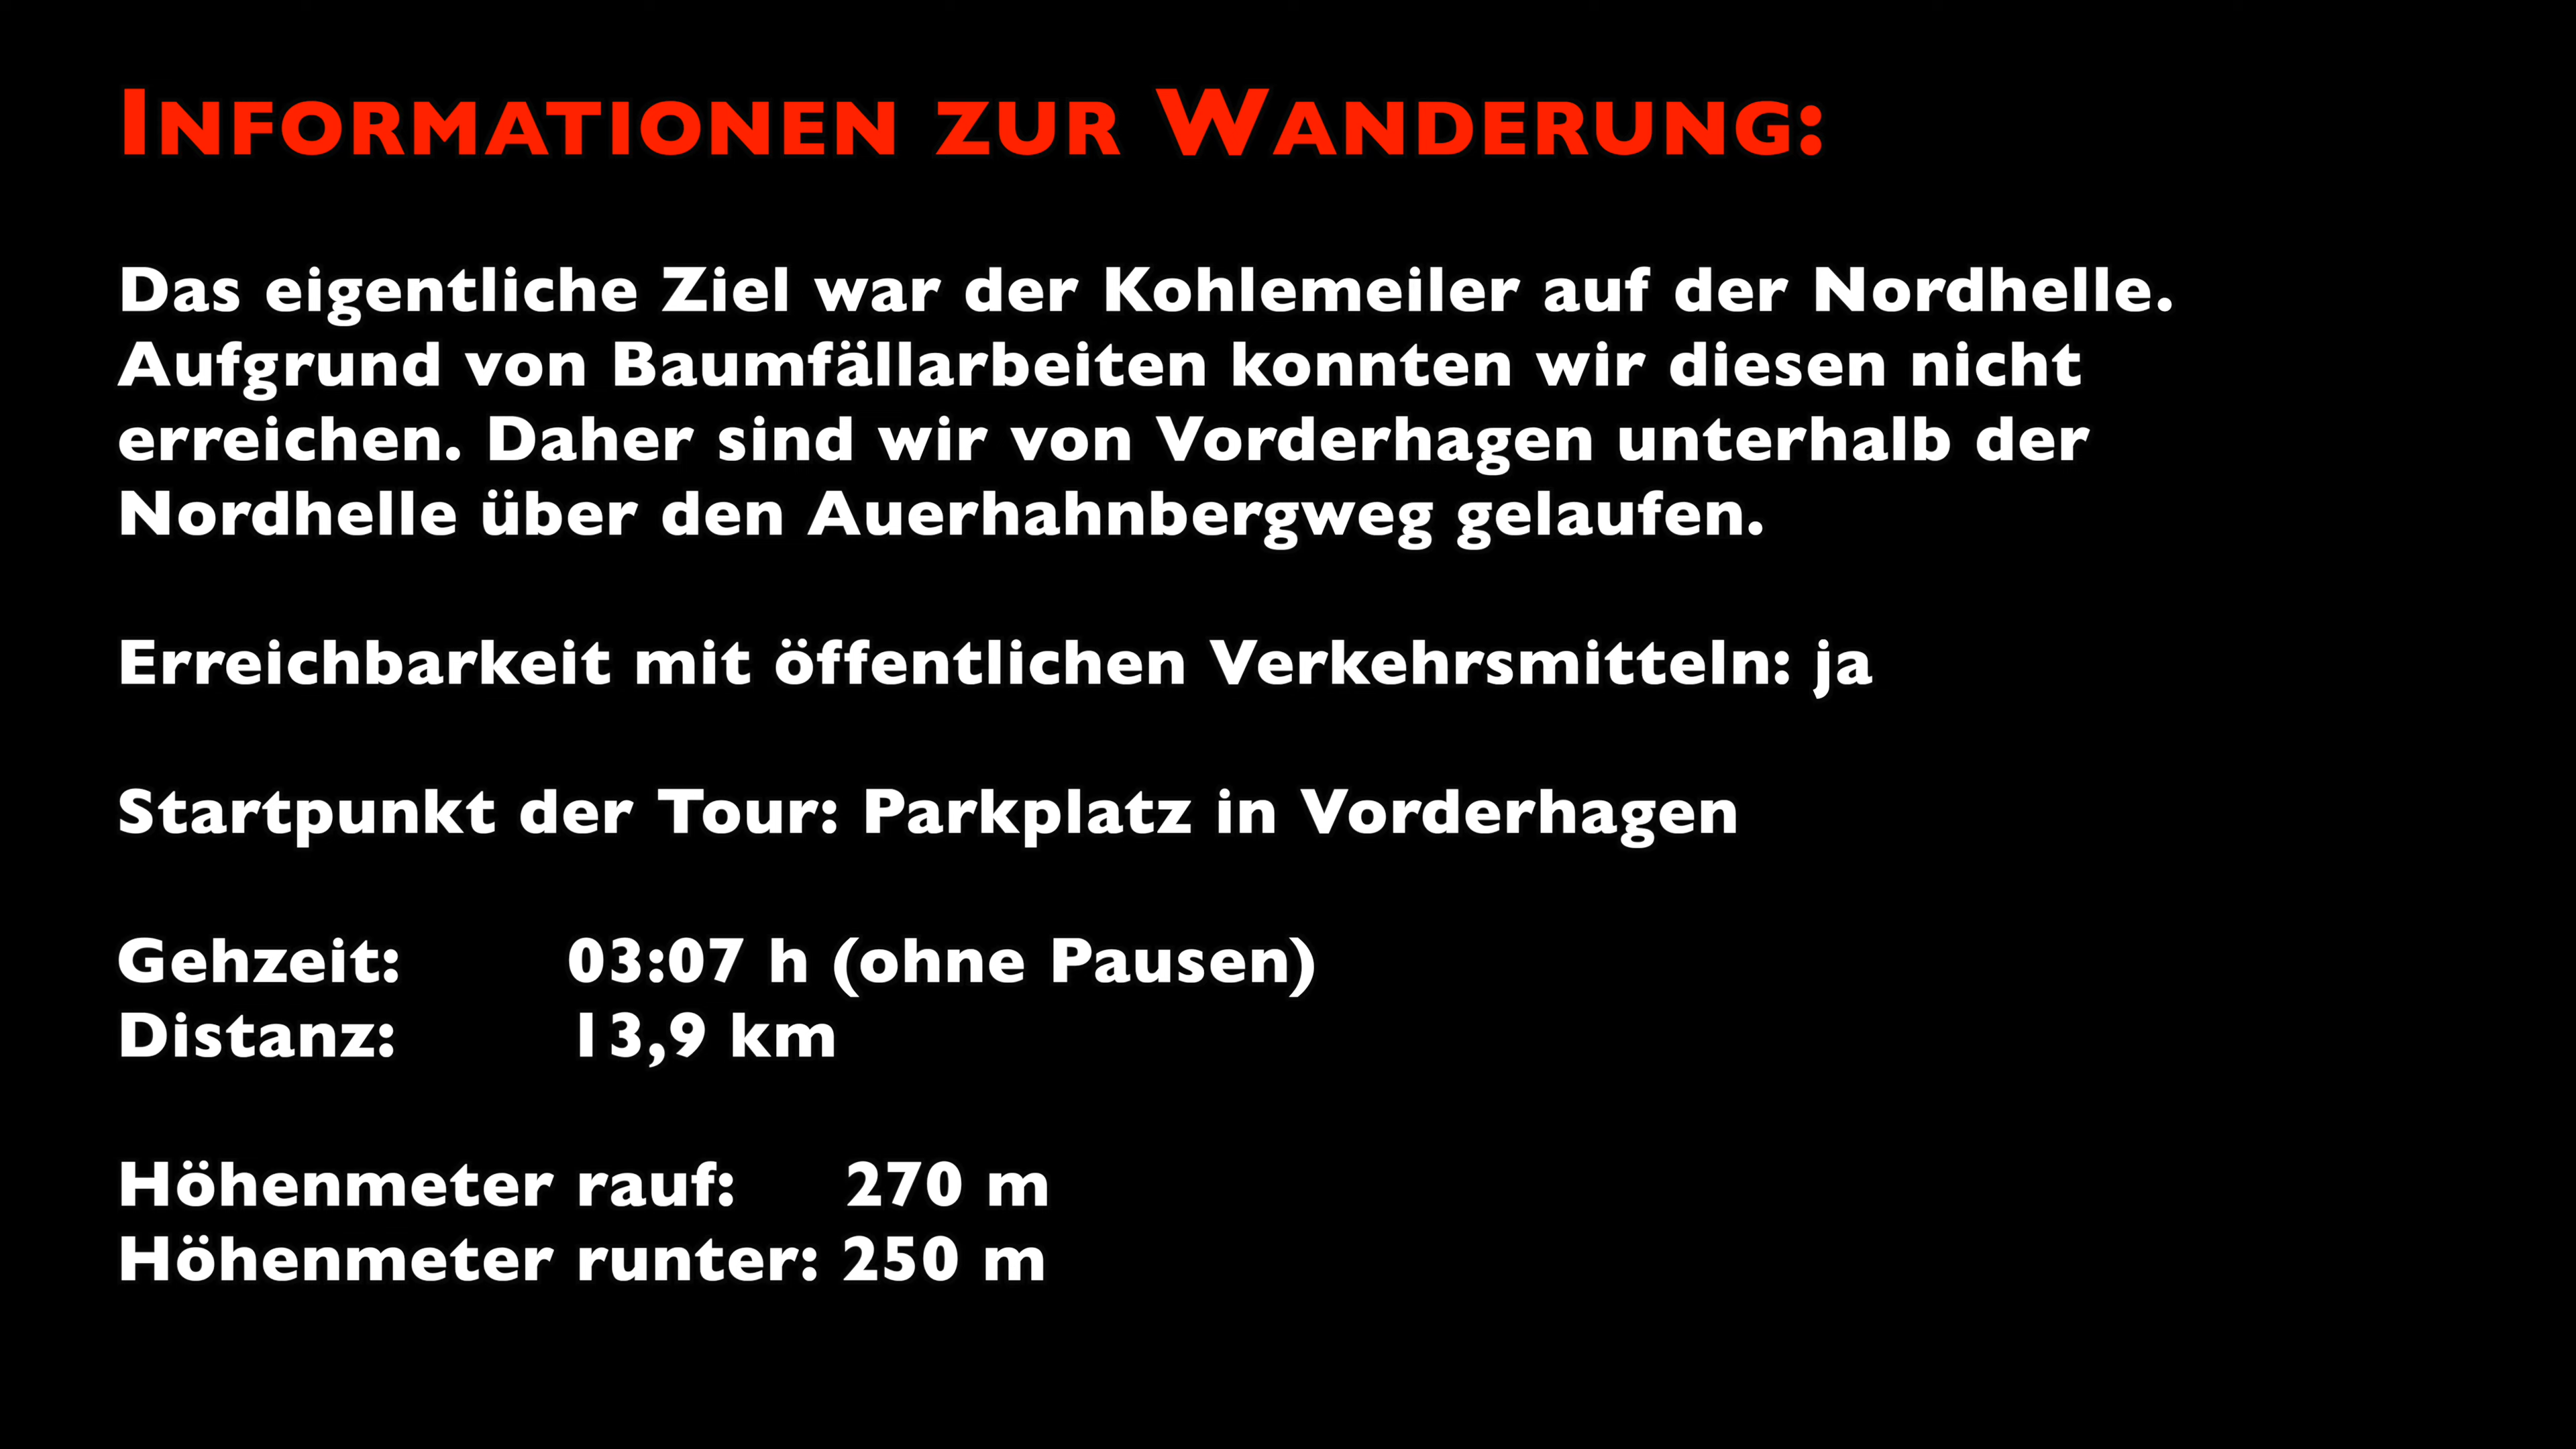 Informationen zur Wanderung:
Das eigentliche Ziel war der Kohlemeiler auf der Nordhelle.
Aufgrund von Baumfällarbeiten konnten wir diesen nicht
erreichen. Daher sind wir von Vorderhagen unterhalb der
Nordhelle über den Auerhahnbergweg gelaufen.
Erreichbarkeit mit öffentlichen Verkehrsmitteln: ja
Startpunkt der Tour: Parkplatz in Vorderhagen
Gehzeit: 03:07 h (ohne Pausen)
Distanz: 13,9 km
Höhenmeter rauf: 270 m
Höhenmeter runter: 250 m